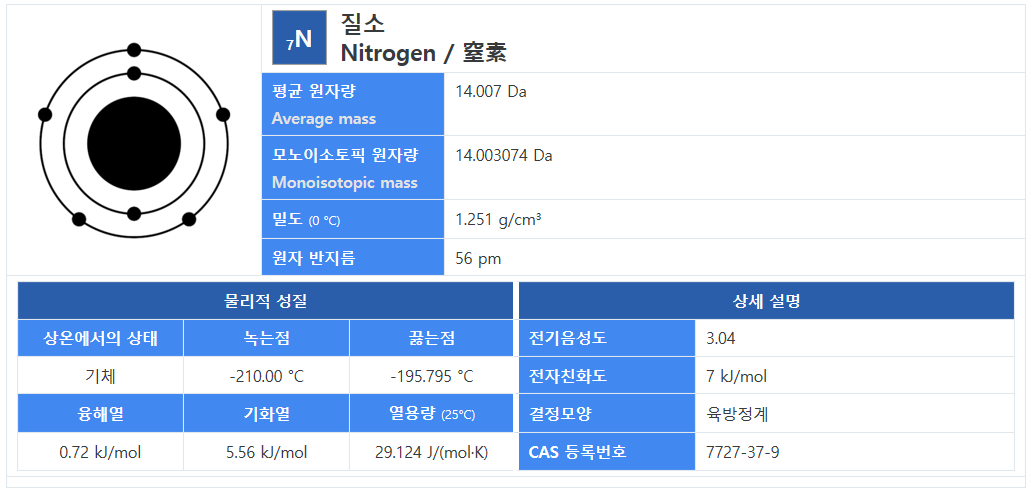 ₇N
질소
Nitrogen / 窒素
평균 원자량
Average mass
14.007 Da
모노이소토픽 원자량
Monoisotopic mass
14.003074 Da
밀도 (0 °C)
1.251 g/cm³
원자 반지름
56 pm
물리적 성질
상온에서의 상태 녹는점 끓는점
기체 -210.00 °C -195.795 °C
융해열 기화열 열용량 (25°C)
0.72 kJ/mol 5.56 kJ/mol 29.124 J/(mol·K)
상세 설명
전기음성도 3.04
전자친화도 7 kJ/mol
결정모양 육방정계
CAS 등록번호 7727-37-9